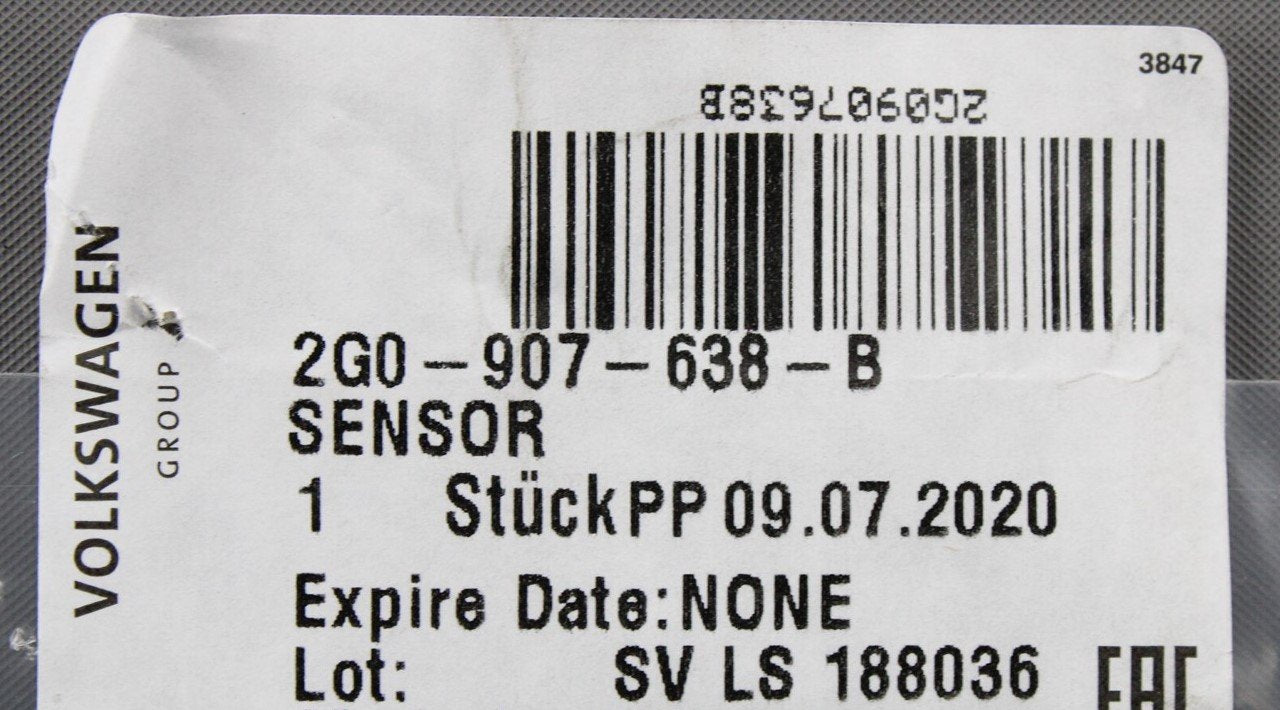 3847
2G0907638B
VOLKSWAGEN
GROUP
2G0-907-638-B
SENSOR
1 Stück PP 09.07.2020
Expire Date:NONE
Lot: SV LS 188036
EAC